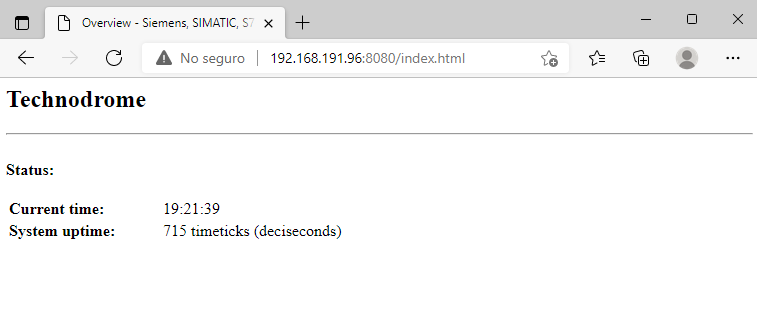 Overview - Siemens, SIMATIC, S7
No seguro
192.168.191.96:8080/index.html
Technodrome
Status:
Current time: 19:21:39
System uptime: 715 timeticks (deciseconds)